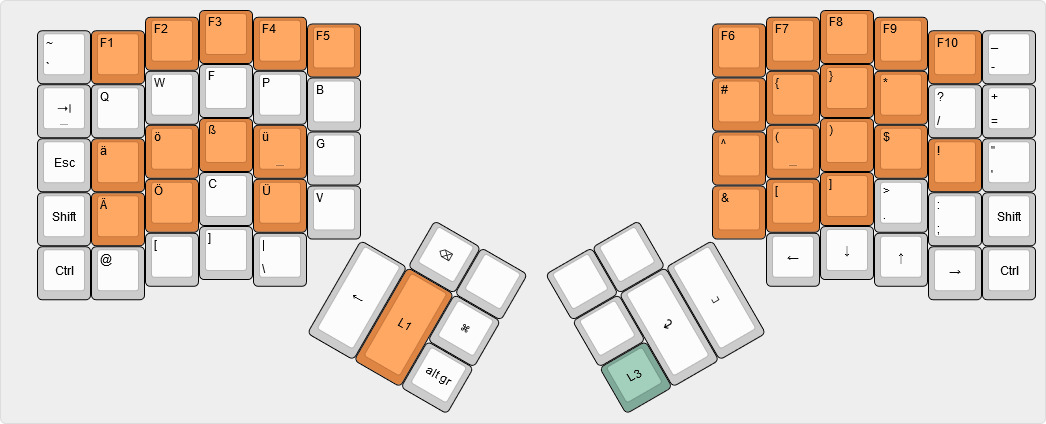 ~ F1 F2 F3 F4 F5 F6 F7 F8 F9 F10 _
` -
→| Q W F P B # { } * ? +
_ / =
Esc ä ö ß ü G ^ ( ) $ ! "
_ _ '
Shift Ä Ö C Ü V & [ ] > : Shift
. ;
Ctrl @ [ ] | ← ↓ ↑ → Ctrl
\
← L1 ⌫ ⌘ alt gr
L3 ⤶ ⎵